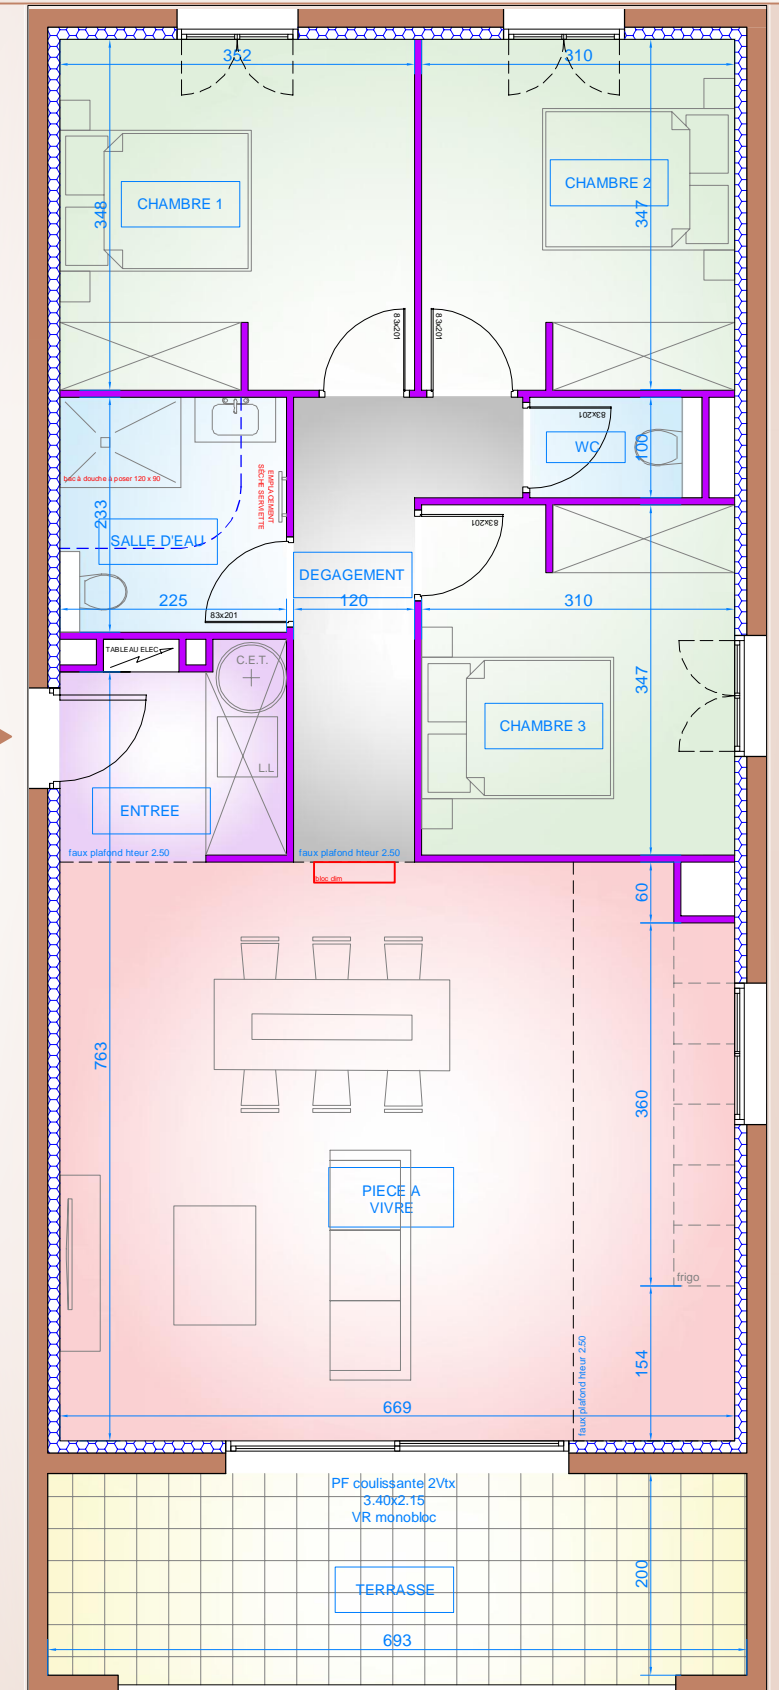 352
310
CHAMBRE 1
348
CHAMBRE 2
347
83x201
83x201
83x201
WC
100
bac à douche à poser 120 x 90
EMPLACEMENT
SÈCHE SERVIETTE
233
SALLE D'EAU
83x201
DEGAGEMENT
225
83x201
120
310
TABLEAU ELEC
C.E.T.
347
L.L
CHAMBRE 3
ENTREE
faux plafond hteur 2.50
faux plafond hteur 2.50
bloc clim
60
763
360
PIECE A
VIVRE
frigo
faux plafond hteur 2.50
154
669
PF coulissante 2Vtx
3.40x2.15
VR monobloc
TERRASSE
200
693